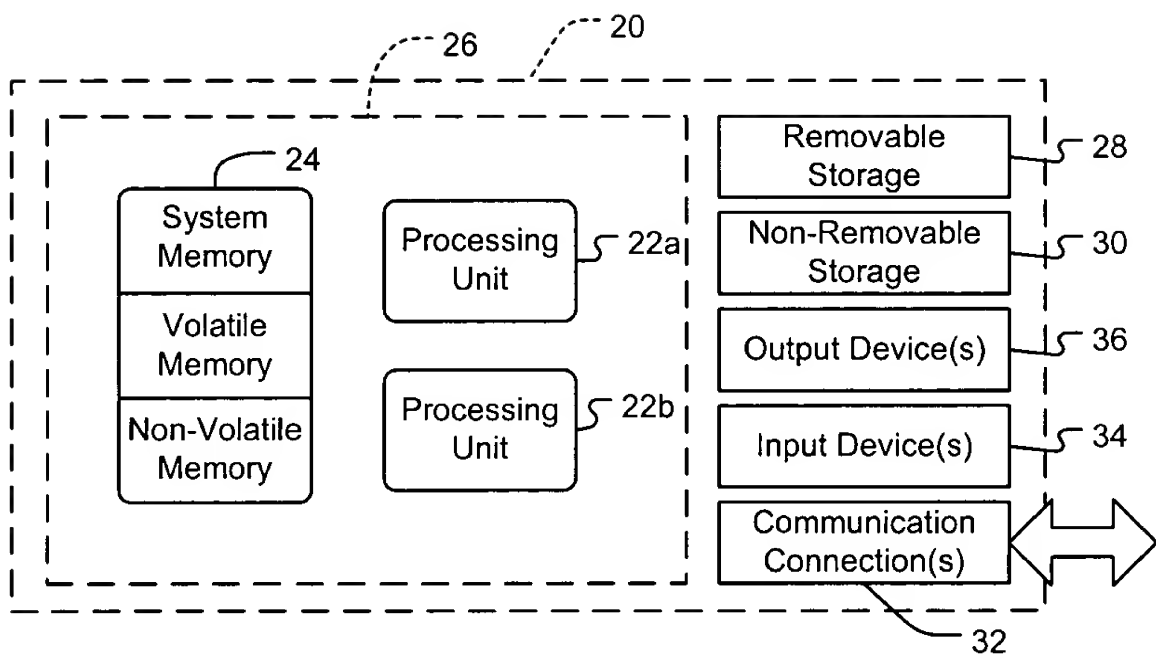 20
26
24
System
Memory
Volatile
Memory
Non-Volatile
Memory
Processing
Unit
22a
Processing
Unit
22b
Removable
Storage
28
Non-Removable
Storage
30
Output Device(s)
36
Input Device(s)
34
Communication
Connection(s)
32